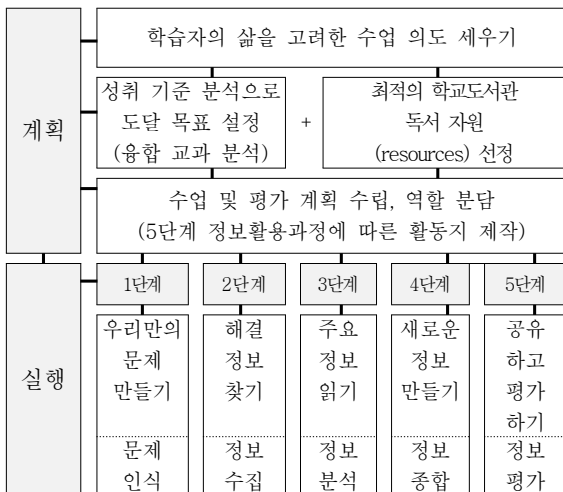 계획
학습자의 삶을 고려한 수업 의도 세우기
성취 기준 분석으로
도달 목표 설정
(융합 교과 분석)
+
최적의 학교도서관
독서 자원
(resources) 선정
수업 및 평가 계획 수립, 역할 분담
(5단계 정보활용과정에 따른 활동지 제작)
실행
1단계
2단계
3단계
4단계
5단계
우리만의
문제
만들기
해결
정보
찾기
주요
정보
읽기
새로운
정보
만들기
공유
하고
평가
하기
문제
인식
정보
수집
정보
분석
정보
종합
정보
평가